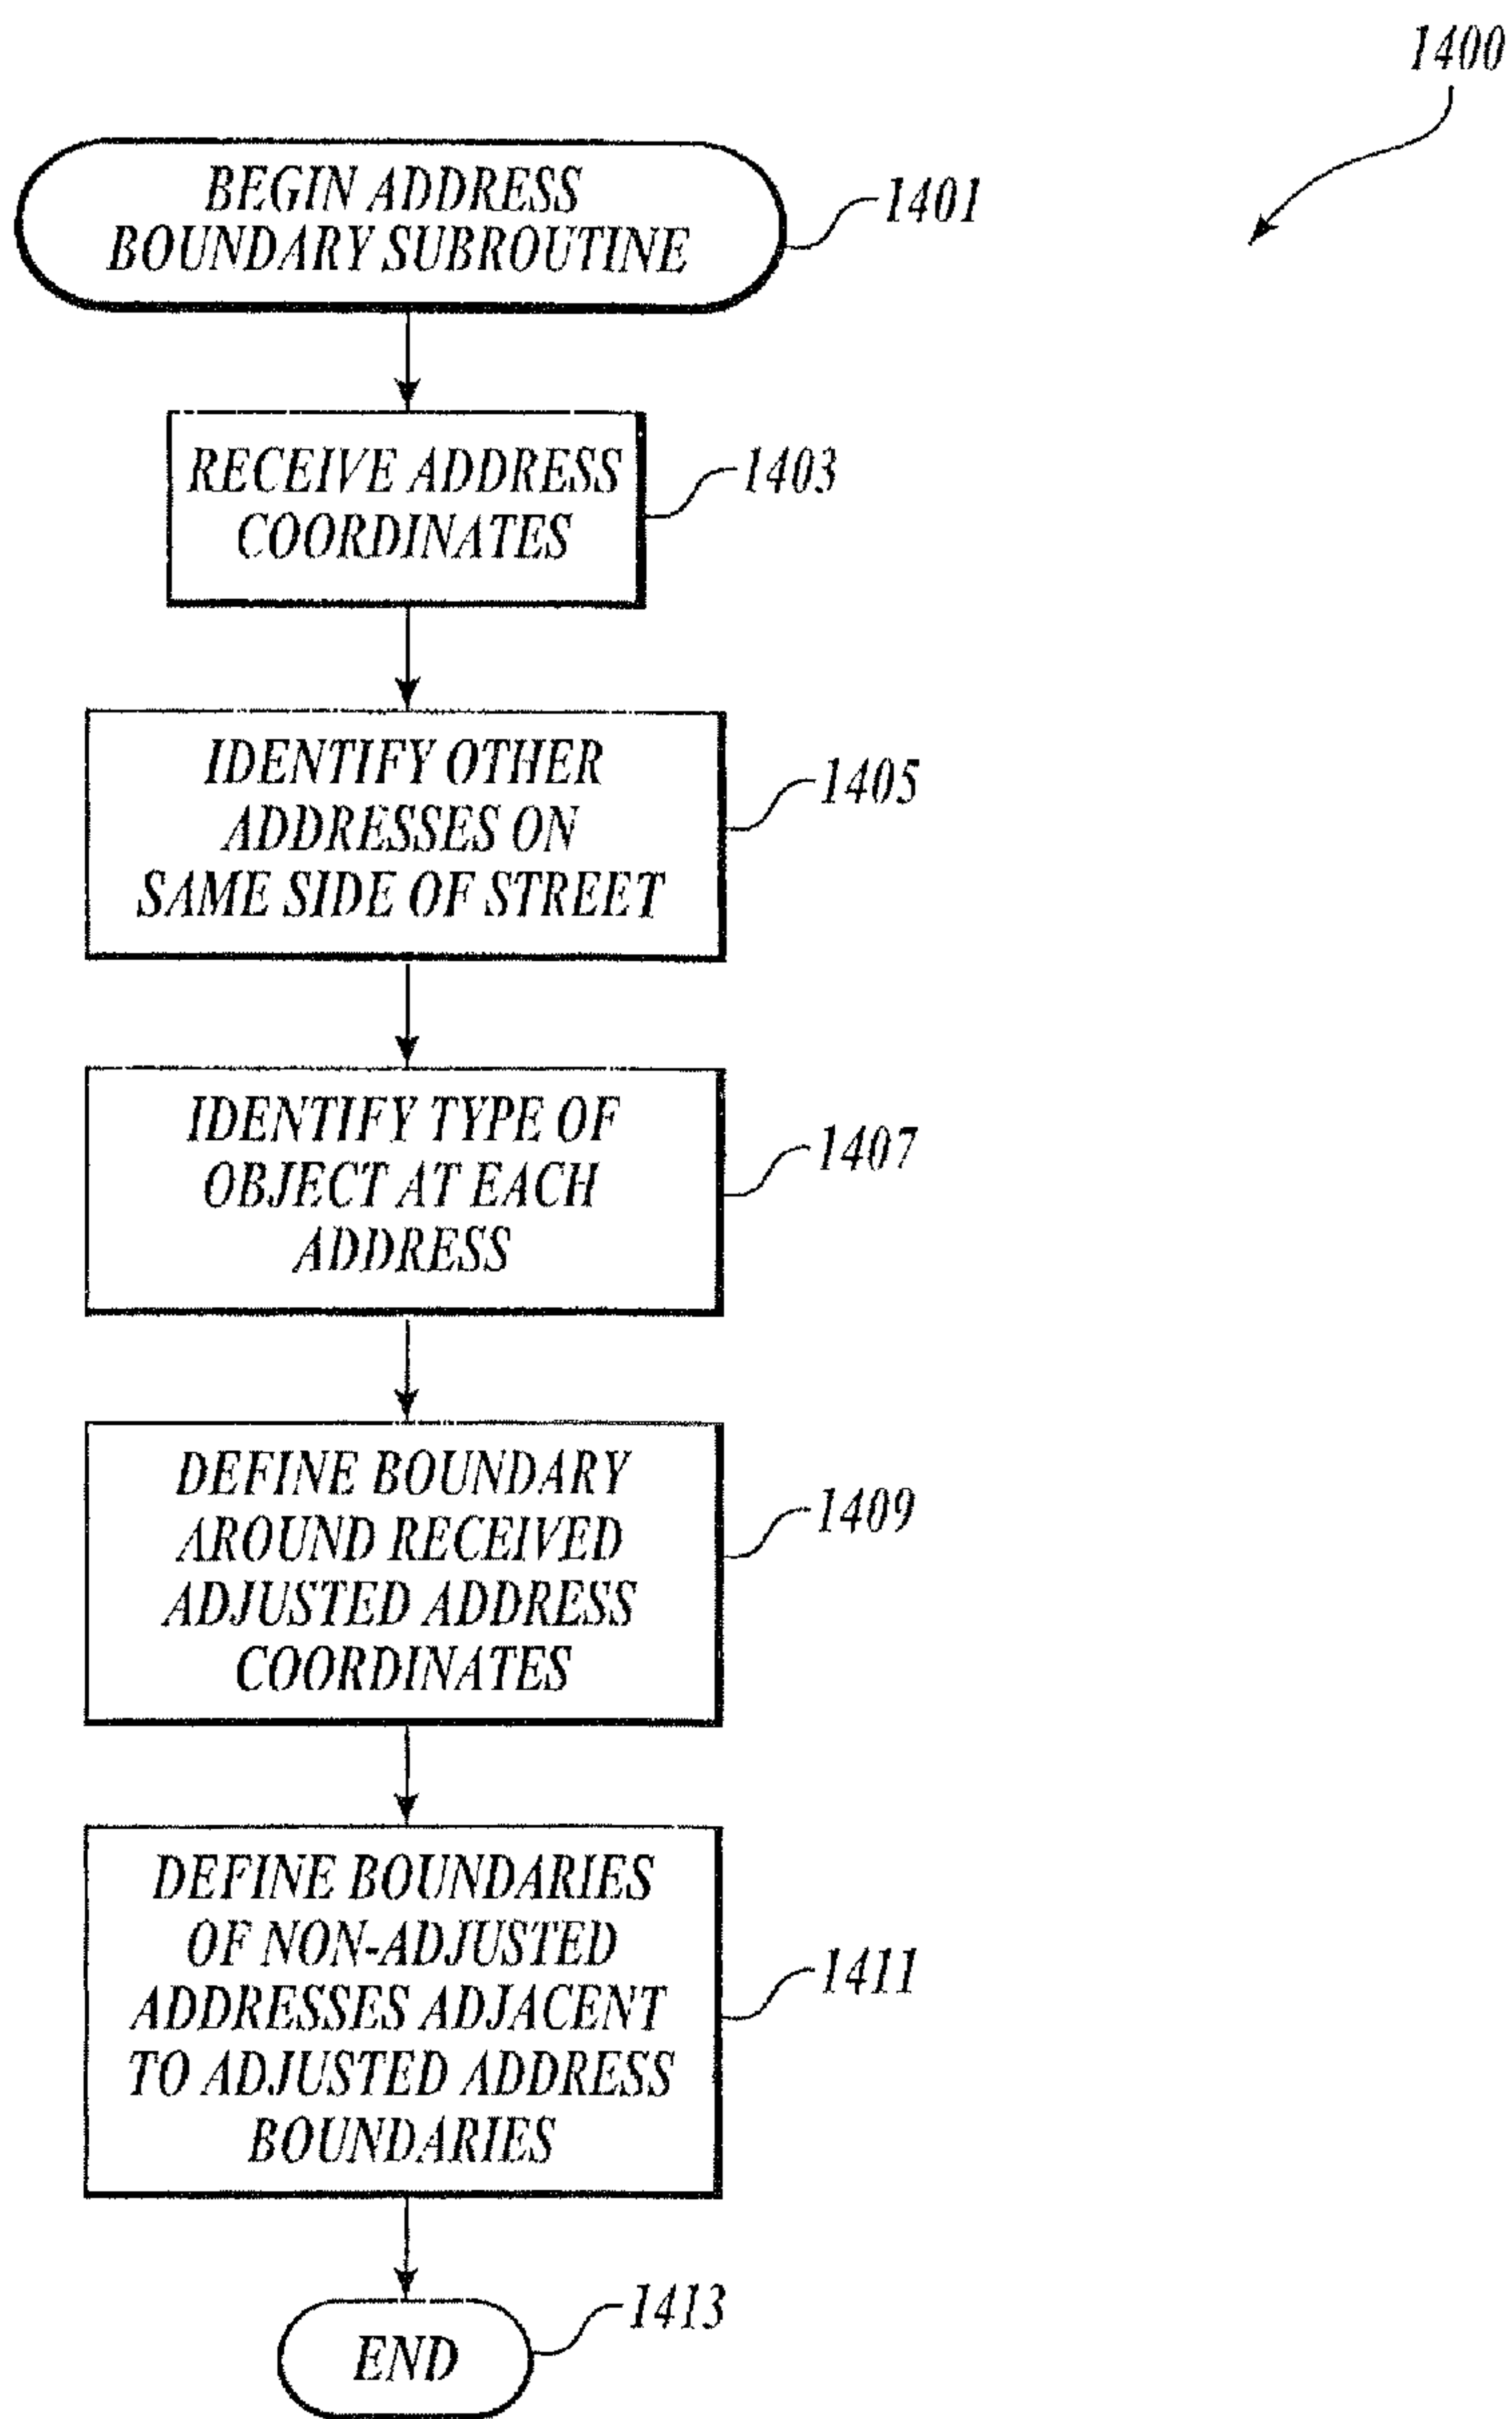 1400
BEGIN ADDRESS
BOUNDARY SUBROUTINE
1401
RECEIVE ADDRESS
COORDINATES
1403
IDENTIFY OTHER
ADDRESSES ON
SAME SIDE OF STREET
1405
IDENTIFY TYPE OF
OBJECT AT EACH
ADDRESS
1407
DEFINE BOUNDARY
AROUND RECEIVED
ADJUSTED ADDRESS
COORDINATES
1409
DEFINE BOUNDARIES
OF NON-ADJUSTED
ADDRESSES ADJACENT
TO ADJUSTED ADDRESS
BOUNDARIES
1411
END
1413